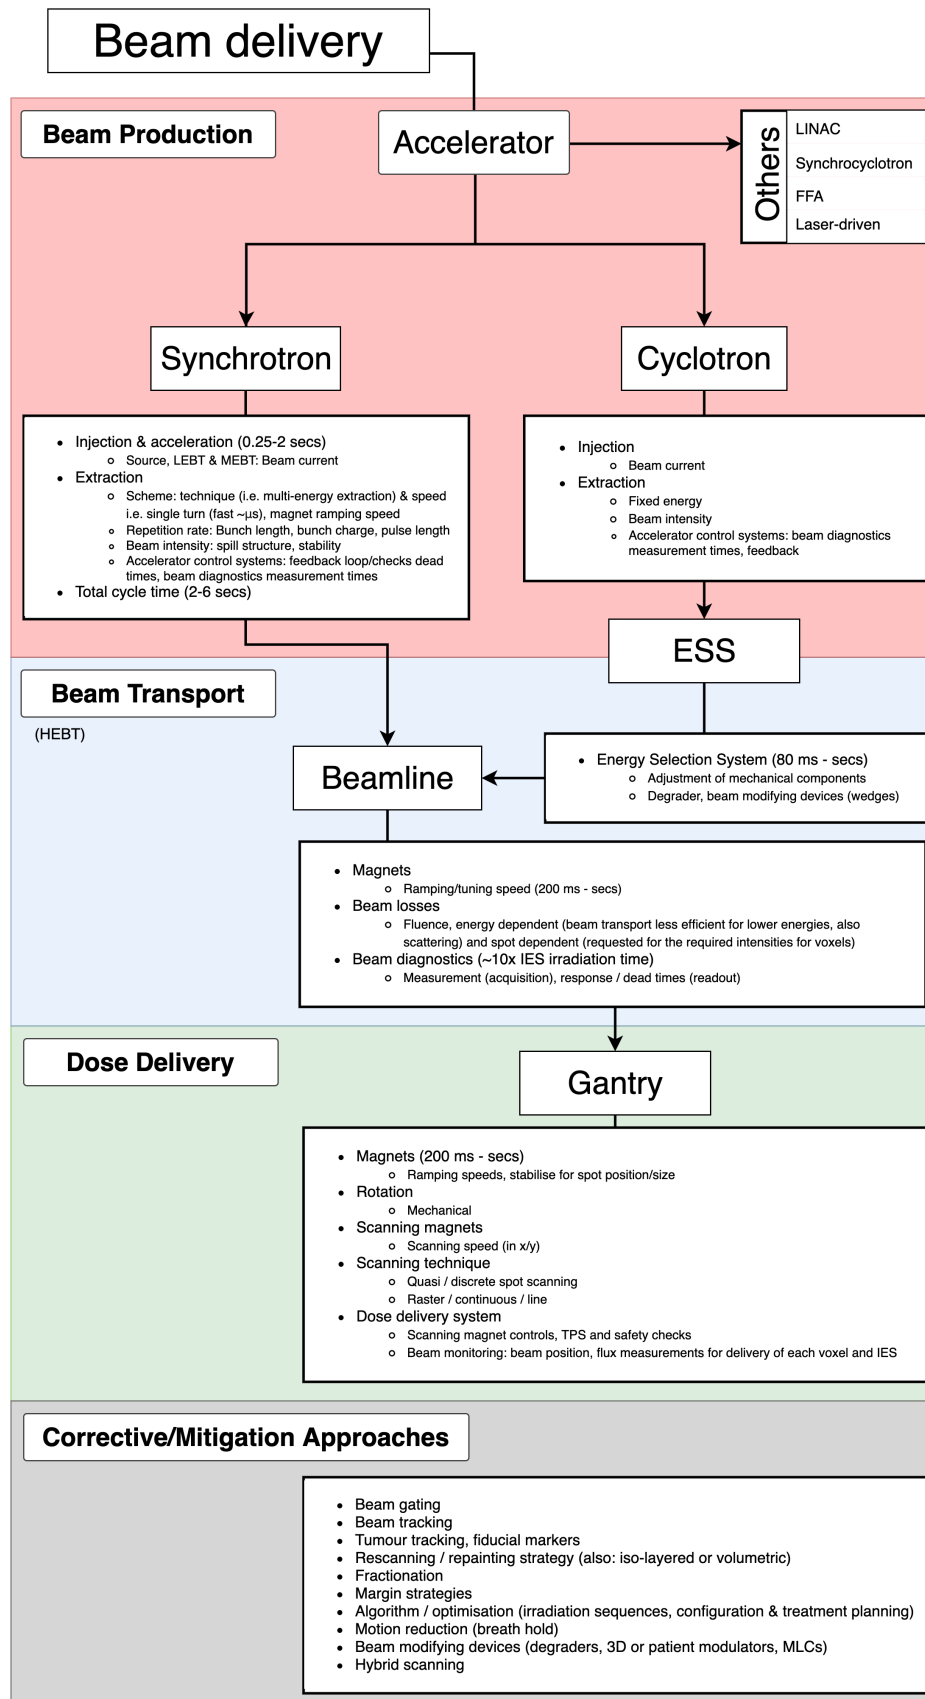 Beam delivery
Beam Production
Accelerator
Others
LINAC
Synchrocyclotron
FFA
Laser-driven
Synchrotron
Cyclotron
• Injection & acceleration (0.25-2 secs)
○ Source, LEBT & MEBT: Beam current
• Extraction
○ Scheme: technique (i.e. multi-energy extraction) & speed
i.e. single turn (fast ~μs), magnet ramping speed
○ Repetition rate: Bunch length, bunch charge, pulse length
○ Beam intensity: spill structure, stability
○ Accelerator control systems: feedback loop/checks dead
times, beam diagnostics measurement times
• Total cycle time (2-6 secs)
• Injection
○ Beam current
• Extraction
○ Fixed energy
○ Beam intensity
○ Accelerator control systems: beam diagnostics
measurement times, feedback
ESS
Beam Transport
(HEBT)
Beamline
• Energy Selection System (80 ms - secs)
○ Adjustment of mechanical components
○ Degrader, beam modifying devices (wedges)
• Magnets
○ Ramping/tuning speed (200 ms - secs)
• Beam losses
○ Fluence, energy dependent (beam transport less efficient for lower energies, also
scattering) and spot dependent (requested for the required intensities for voxels)
• Beam diagnostics (~10x IES irradiation time)
○ Measurement (acquisition), response / dead times (readout)
Dose Delivery
Gantry
• Magnets (200 ms - secs)
○ Ramping speeds, stabilise for spot position/size
• Rotation
○ Mechanical
• Scanning magnets
○ Scanning speed (in x/y)
• Scanning technique
○ Quasi / discrete spot scanning
○ Raster / continuous / line
• Dose delivery system
○ Scanning magnet controls, TPS and safety checks
○ Beam monitoring: beam position, flux measurements for delivery of each voxel and IES
Corrective/Mitigation Approaches
• Beam gating
• Beam tracking
• Tumour tracking, fiducial markers
• Rescanning / repainting strategy (also: iso-layered or volumetric)
• Fractionation
• Margin strategies
• Algorithm / optimisation (irradiation sequences, configuration & treatment planning)
• Motion reduction (breath hold)
• Beam modifying devices (degraders, 3D or patient modulators, MLCs)
• Hybrid scanning